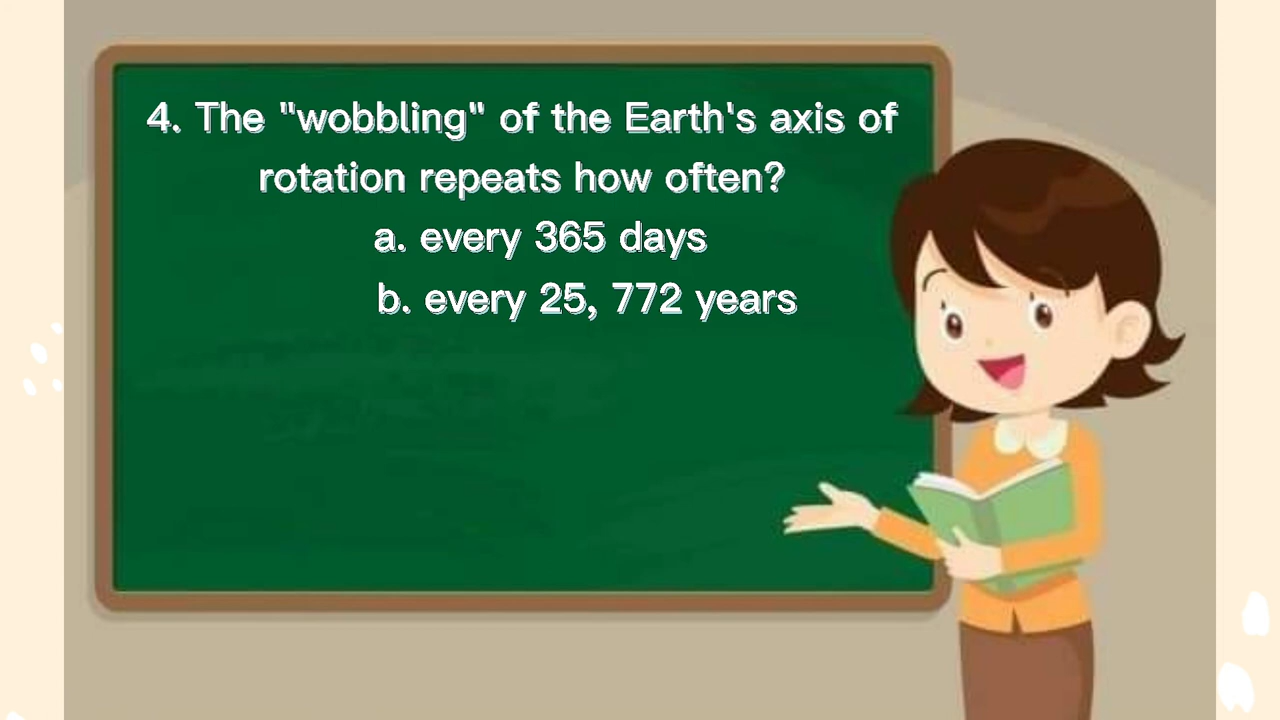 4. The "wobbling" of the Earth's axis of
rotation repeats how often?
a. every 365 days
b. every 25, 772 years